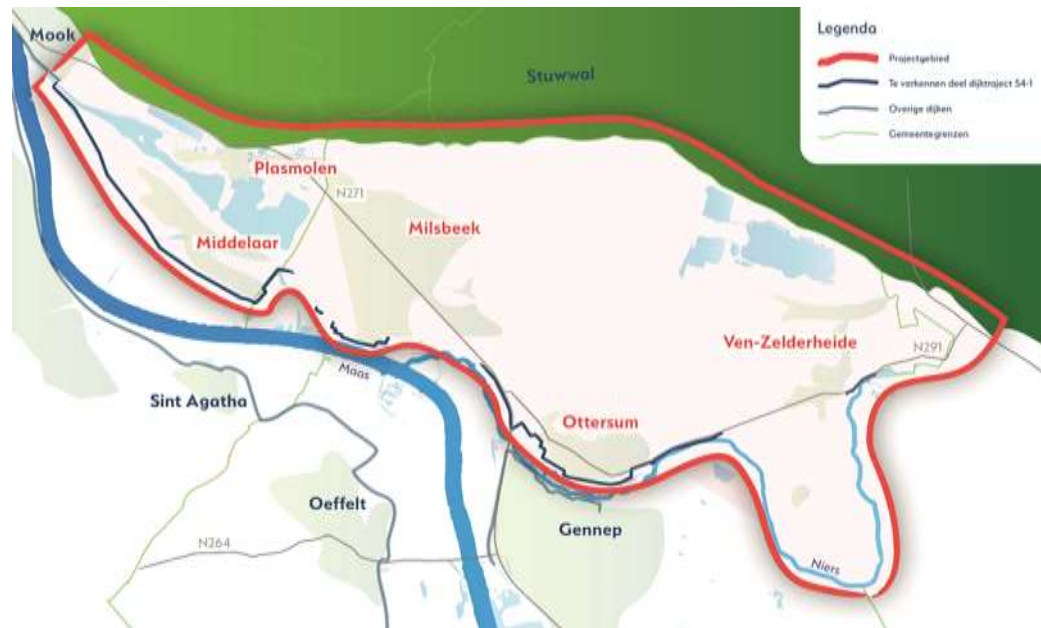 Mook
Stuwwal
Legenda
Projectgebied
Te verkennen deel dijktraject 54-1
Overige dijken
Gemeentegrenzen
Plasmolen
N271
Milsbeek
Middelaar
Ven-Zelderheide
N291
Maas
Sint Agatha
Ottersum
Oeffelt
Gennep
N264
Niers